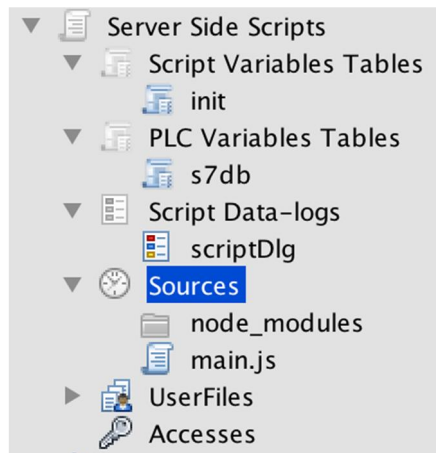 Server Side Scripts
Script Variables Tables
init
PLC Variables Tables
s7db
Script Data-logs
scriptDlg
Sources
node_modules
main.js
UserFiles
Accesses